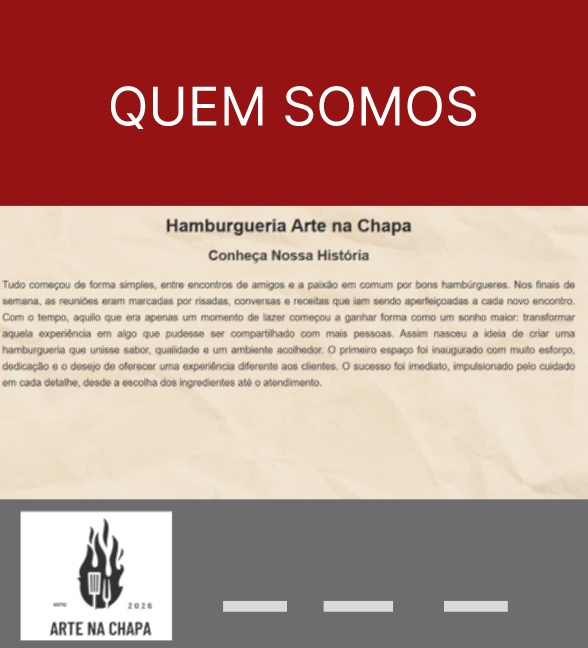 QUEM SOMOS
Hamburgueria Arte na Chapa
Conheça Nossa História
Tudo começou de forma simples, entre encontros de amigos e a paixão em comum por bons hambúrgueres. Nos finais de
semana, as reuniões eram marcadas por risadas, conversas e receitas que iam sendo aperfeiçoadas a cada novo encontro.
Com o tempo, aquilo que era apenas um momento de lazer começou a ganhar forma como um sonho maior: transformar
aquela experiência em algo que pudesse ser compartilhado com mais pessoas. Assim nasceu a ideia de criar uma
hamburgueria que unisse sabor, qualidade e um ambiente acolhedor. O primeiro espaço foi inaugurado com muito esforço,
dedicação e o desejo de oferecer uma experiência diferente aos clientes. O sucesso foi imediato, impulsionado pelo cuidado
em cada detalhe, desde a escolha dos ingredientes até o atendimento.
2026
ARTE NA CHAPA